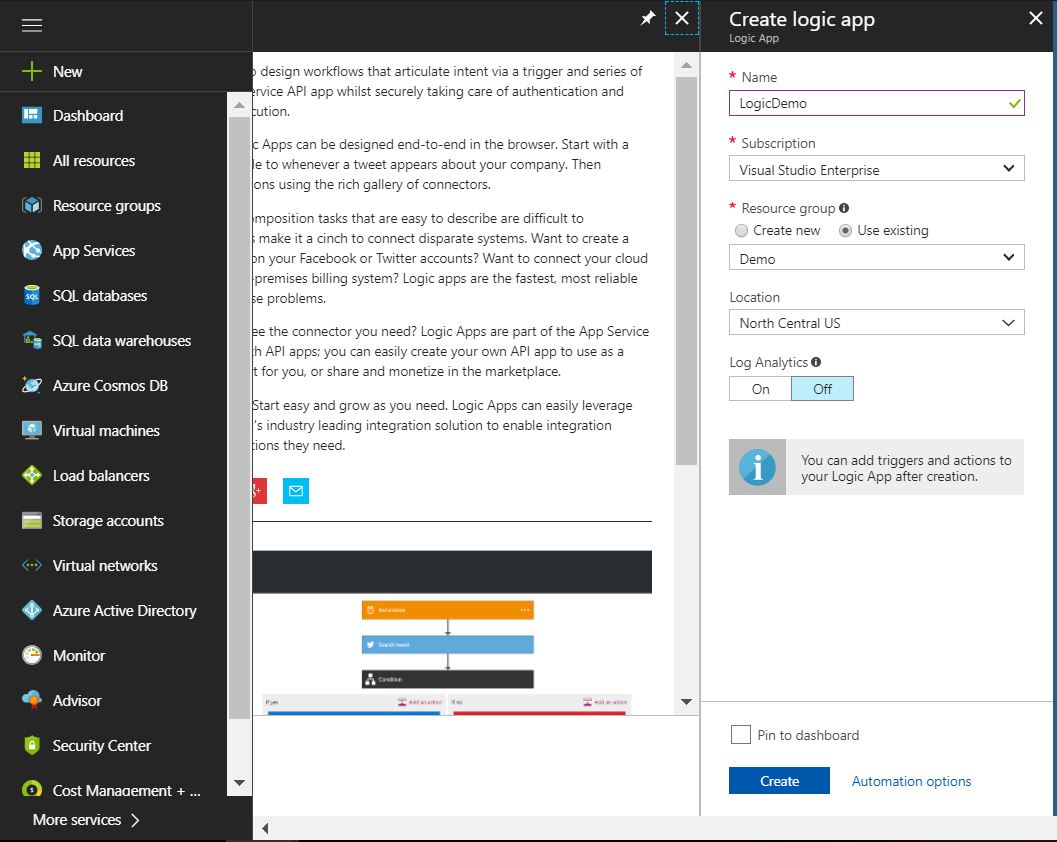 New
Dashboard
All resources
Resource groups
App Services
SQL databases
SQL data warehouses
Azure Cosmos DB
Virtual machines
Load balancers
Storage accounts
Virtual networks
Azure Active Directory
Monitor
Advisor
Security Center
Cost Management + ...
More services
design workflows that articulate intent via a trigger and series of
ervice API app whilst securely taking care of authentication and
cution.
c Apps can be designed end-to-end in the browser. Start with a
le to whenever a tweet appears about your company. Then
ons using the rich gallery of connectors.
mposition tasks that are easy to describe are difficult to
s make it a cinch to connect disparate systems. Want to create a
on your Facebook or Twitter accounts? Want to connect your cloud
-premises billing system? Logic apps are the fastest, most reliable
se problems.
ee the connector you need? Logic Apps are part of the App Service
th API apps; you can easily create your own API app to use as a
t for you, or share and monetize in the marketplace.
Start easy and grow as you need. Logic Apps can easily leverage
's industry leading integration solution to enable integration
tions they need.
Recurrence
Search tweet
Condition
If yes Add an action If no Add an action
Create logic app
Logic App
* Name
LogicDemo
* Subscription
Visual Studio Enterprise
* Resource group
Create new Use existing
Demo
Location
North Central US
Log Analytics
On Off
You can add triggers and actions to
your Logic App after creation.
Pin to dashboard
Create Automation options